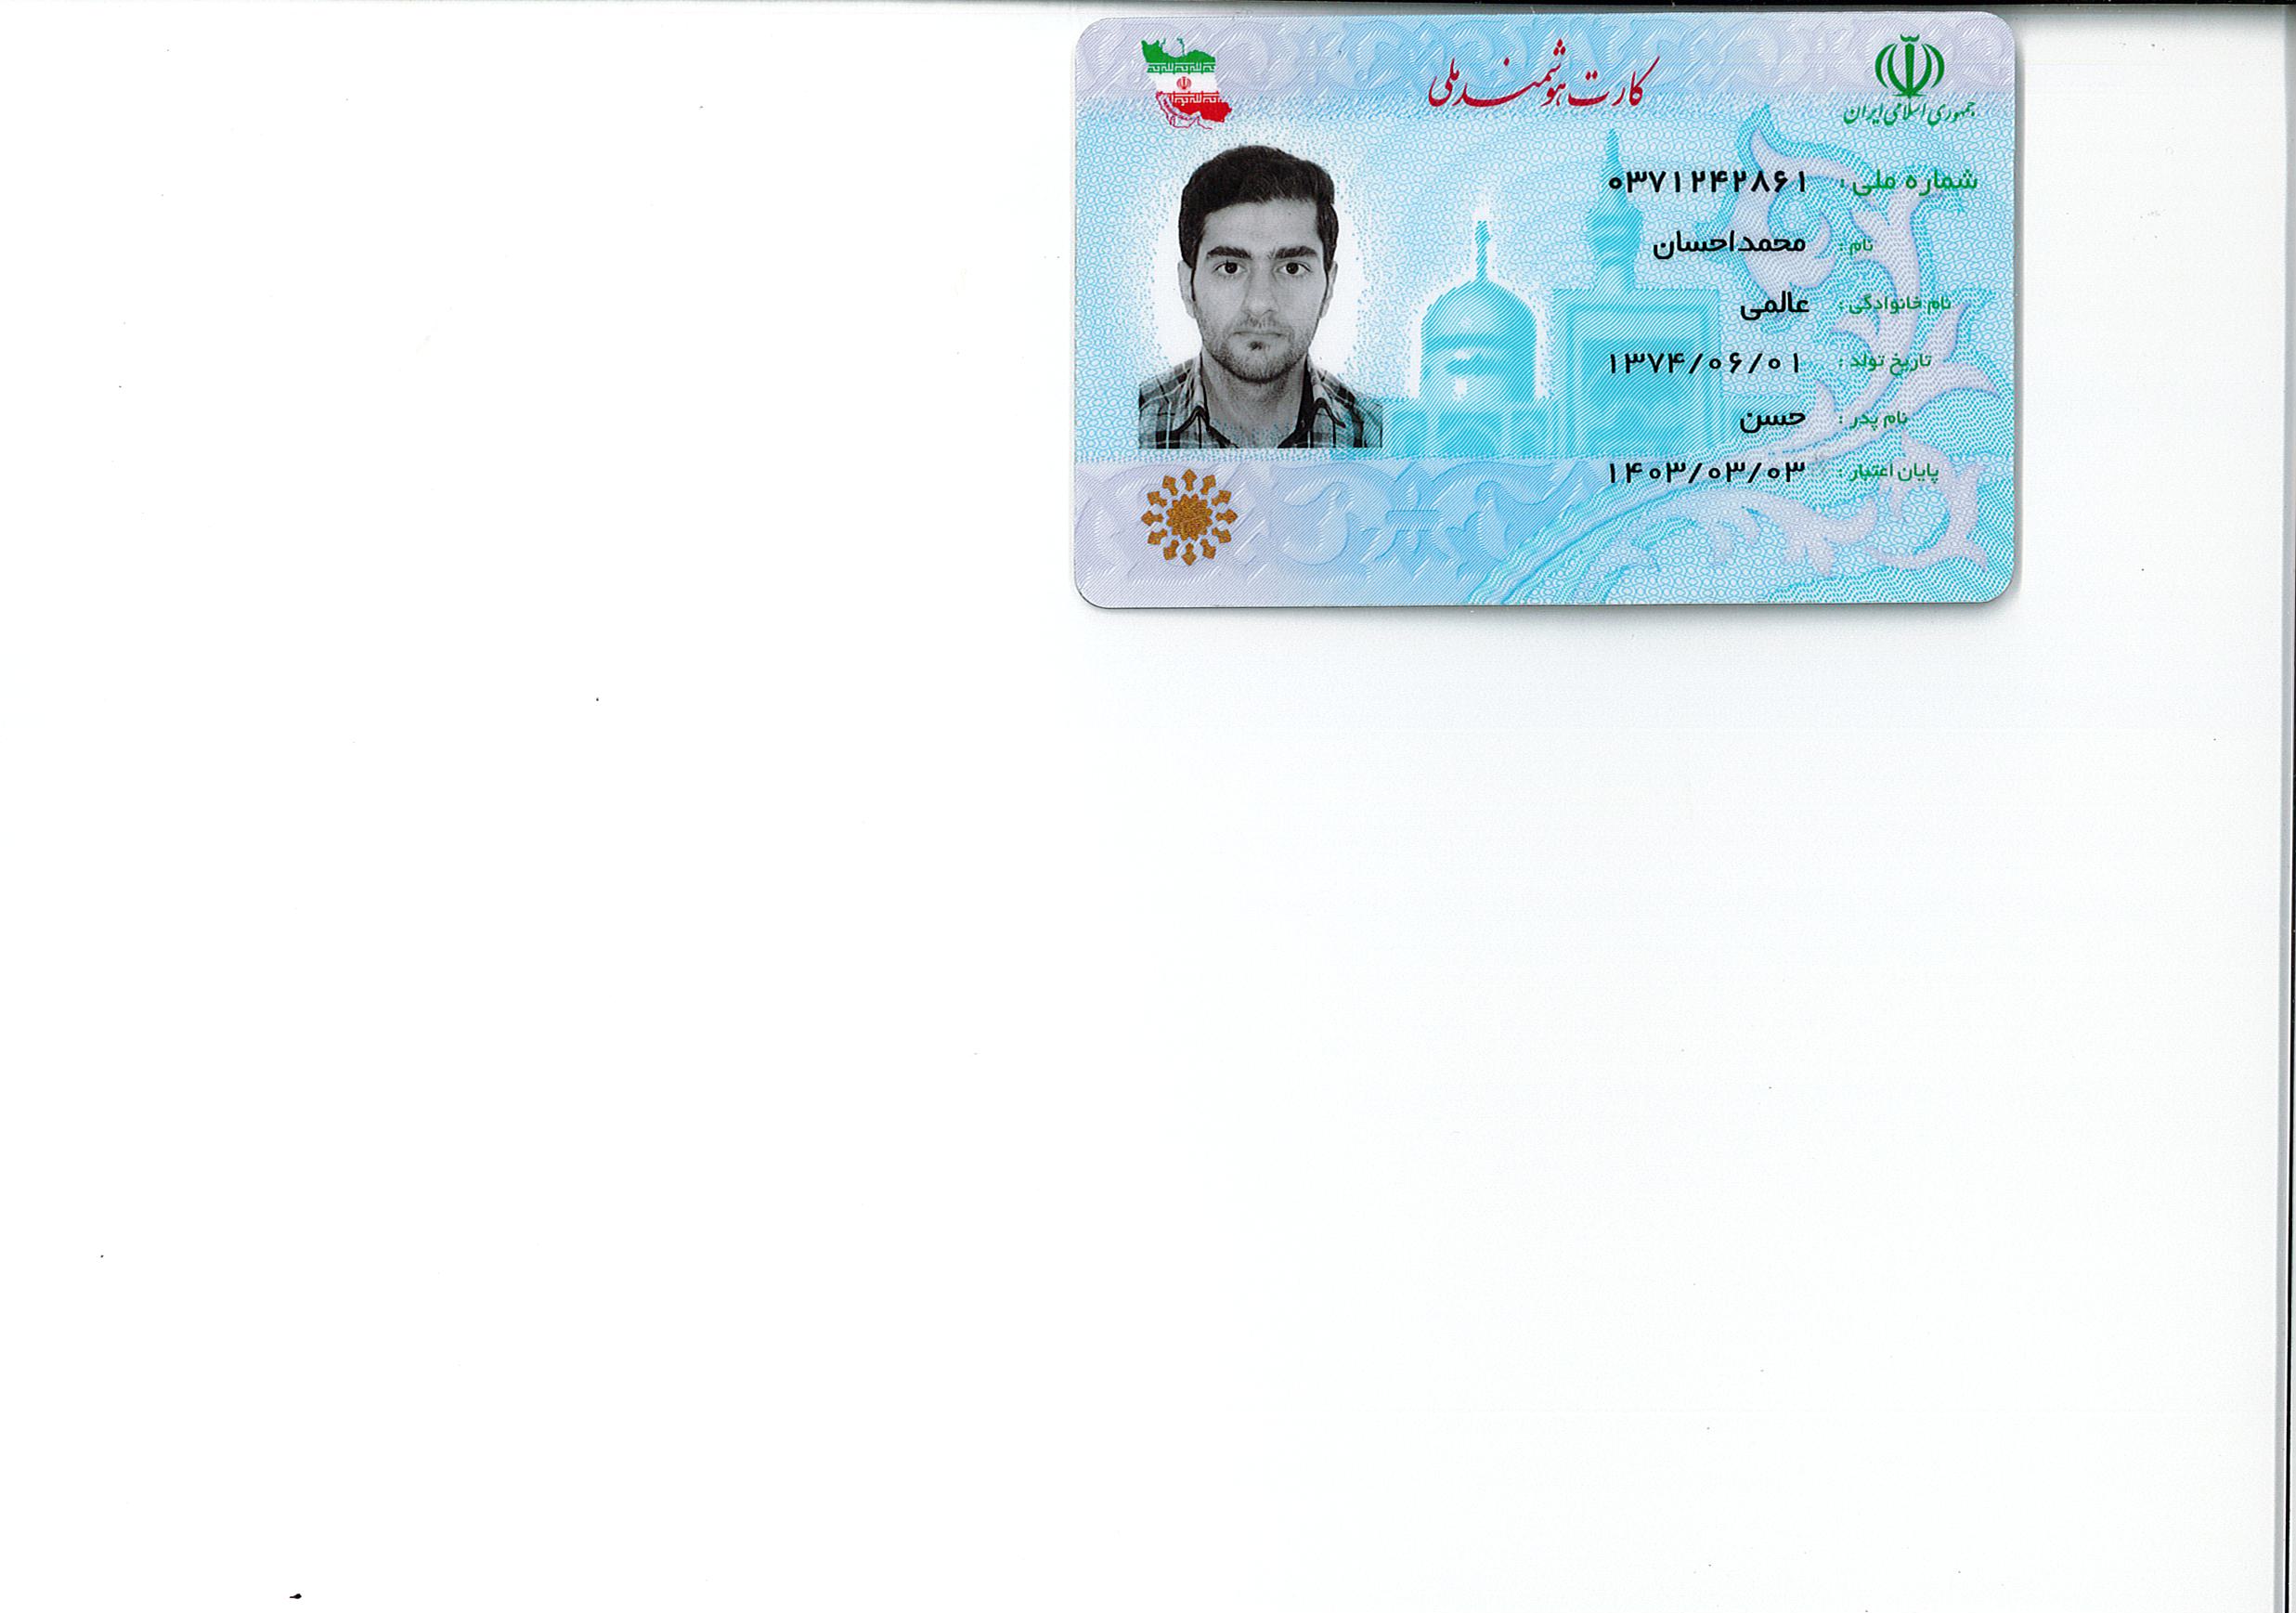 جمهوری اسلامی ایران
کارت هوشمند ملی
شماره ملی : ۰۳۷۱۲۴۲۸۶۱
نام : محمداحسان
نام خانوادگی : عالمی
تاریخ تولد : ۱۳۷۴/۰۶/۰۱
نام پدر : حسن
پایان اعتبار : ۱۴۰۳/۰۳/۰۳